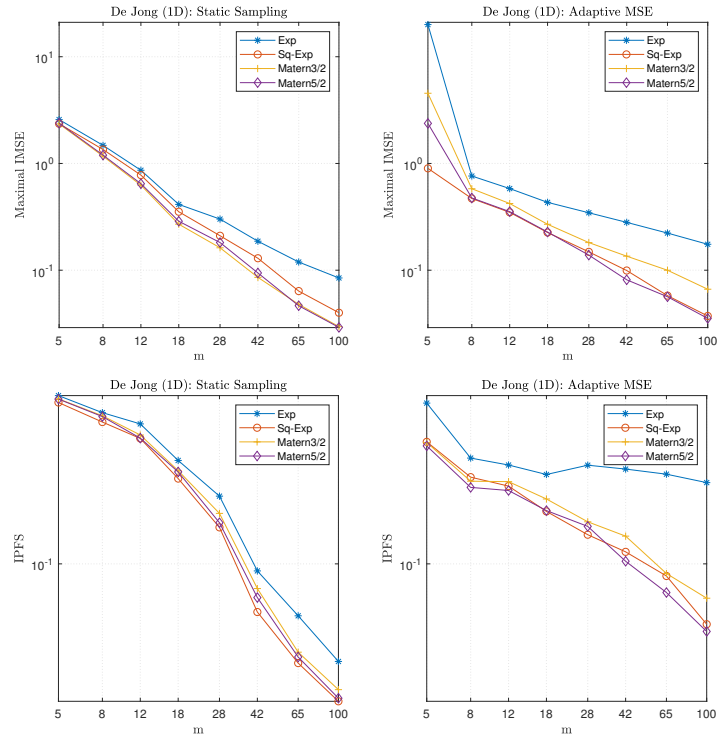 De Jong (1D): Static Sampling
10^1
10^0
10^-1
Maximal IMSE
Exp
Sq-Exp
Matern3/2
Matern5/2
5 8 12 18 28 42 65 100
m
De Jong (1D): Adaptive MSE
10^1
10^0
10^-1
Maximal IMSE
Exp
Sq-Exp
Matern3/2
Matern5/2
5 8 12 18 28 42 65 100
m
De Jong (1D): Static Sampling
10^-1
IPFS
Exp
Sq-Exp
Matern3/2
Matern5/2
5 8 12 18 28 42 65 100
m
De Jong (1D): Adaptive MSE
10^-1
IPFS
Exp
Sq-Exp
Matern3/2
Matern5/2
5 8 12 18 28 42 65 100
m